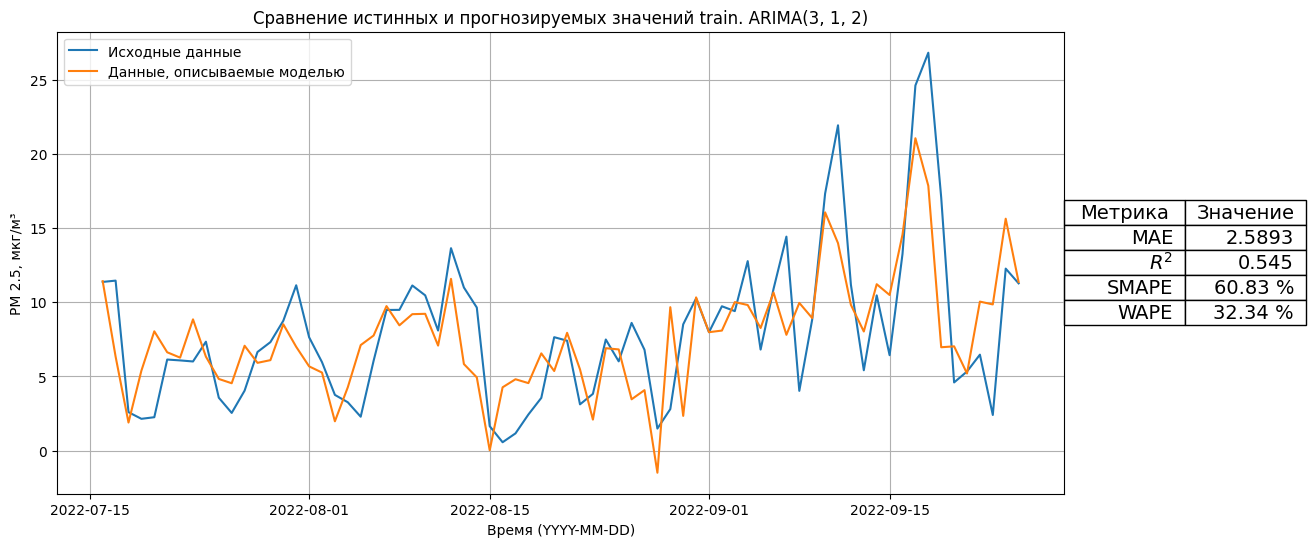 Сравнение истинных и прогнозируемых значений train. ARIMA(3, 1, 2)
Исходные данные
Данные, описываемые моделью
PM 2.5, мкг/м³
25
20
15
10
5
0
2022-07-15
2022-08-01
2022-08-15
2022-09-01
2022-09-15
Время (YYYY-MM-DD)
Метрика Значение
MAE 2.5893
R² 0.545
SMAPE 60.83 %
WAPE 32.34 %